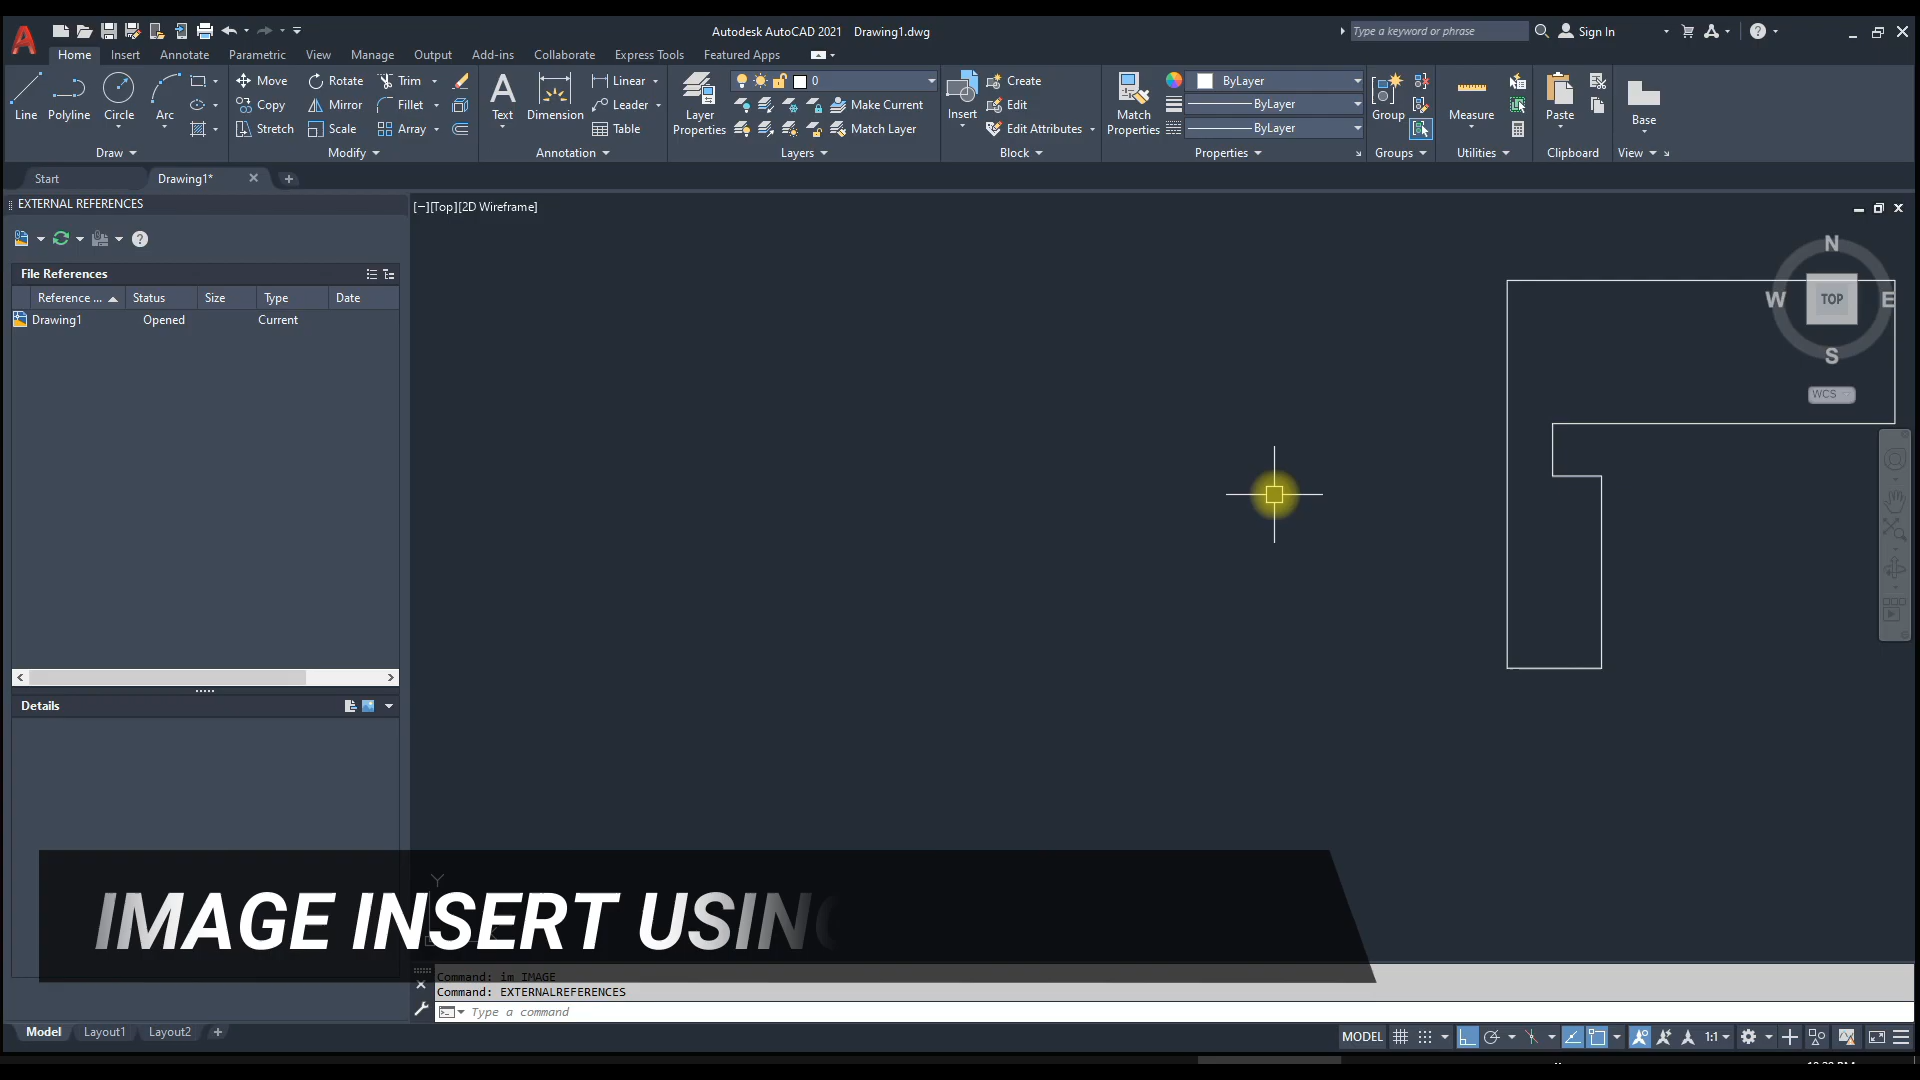 Autodesk AutoCAD 2021 Drawing1.dwg
Type a keyword or phrase
Sign In
Home Insert Annotate Parametric View Manage Output Add-ins Collaborate Express Tools Featured Apps
Line
Polyline
Circle
Arc
Draw
Move
Rotate
Trim
Copy
Mirror
Fillet
Stretch
Scale
Array
Modify
Text
Dimension
Linear
Leader
Table
Annotation
Layer
Properties
0
Make Current
Match Layer
Layers
Insert
Create
Edit
Edit Attributes
Block
Match
Properties
ByLayer
ByLayer
ByLayer
Properties
Group
Groups
Measure
Utilities
Paste
Clipboard
Base
View
Start
Drawing1*
EXTERNAL REFERENCES
[−][Top][2D Wireframe]
File References
Reference ... Status Size Type Date
Drawing1 Opened Current
N
W TOP E
S
WCS
Details
Y
IMAGE INSERT USING
Command: im IMAGE
Command: EXTERNALREFERENCES
Type a command
Model Layout1 Layout2
MODEL
1:1